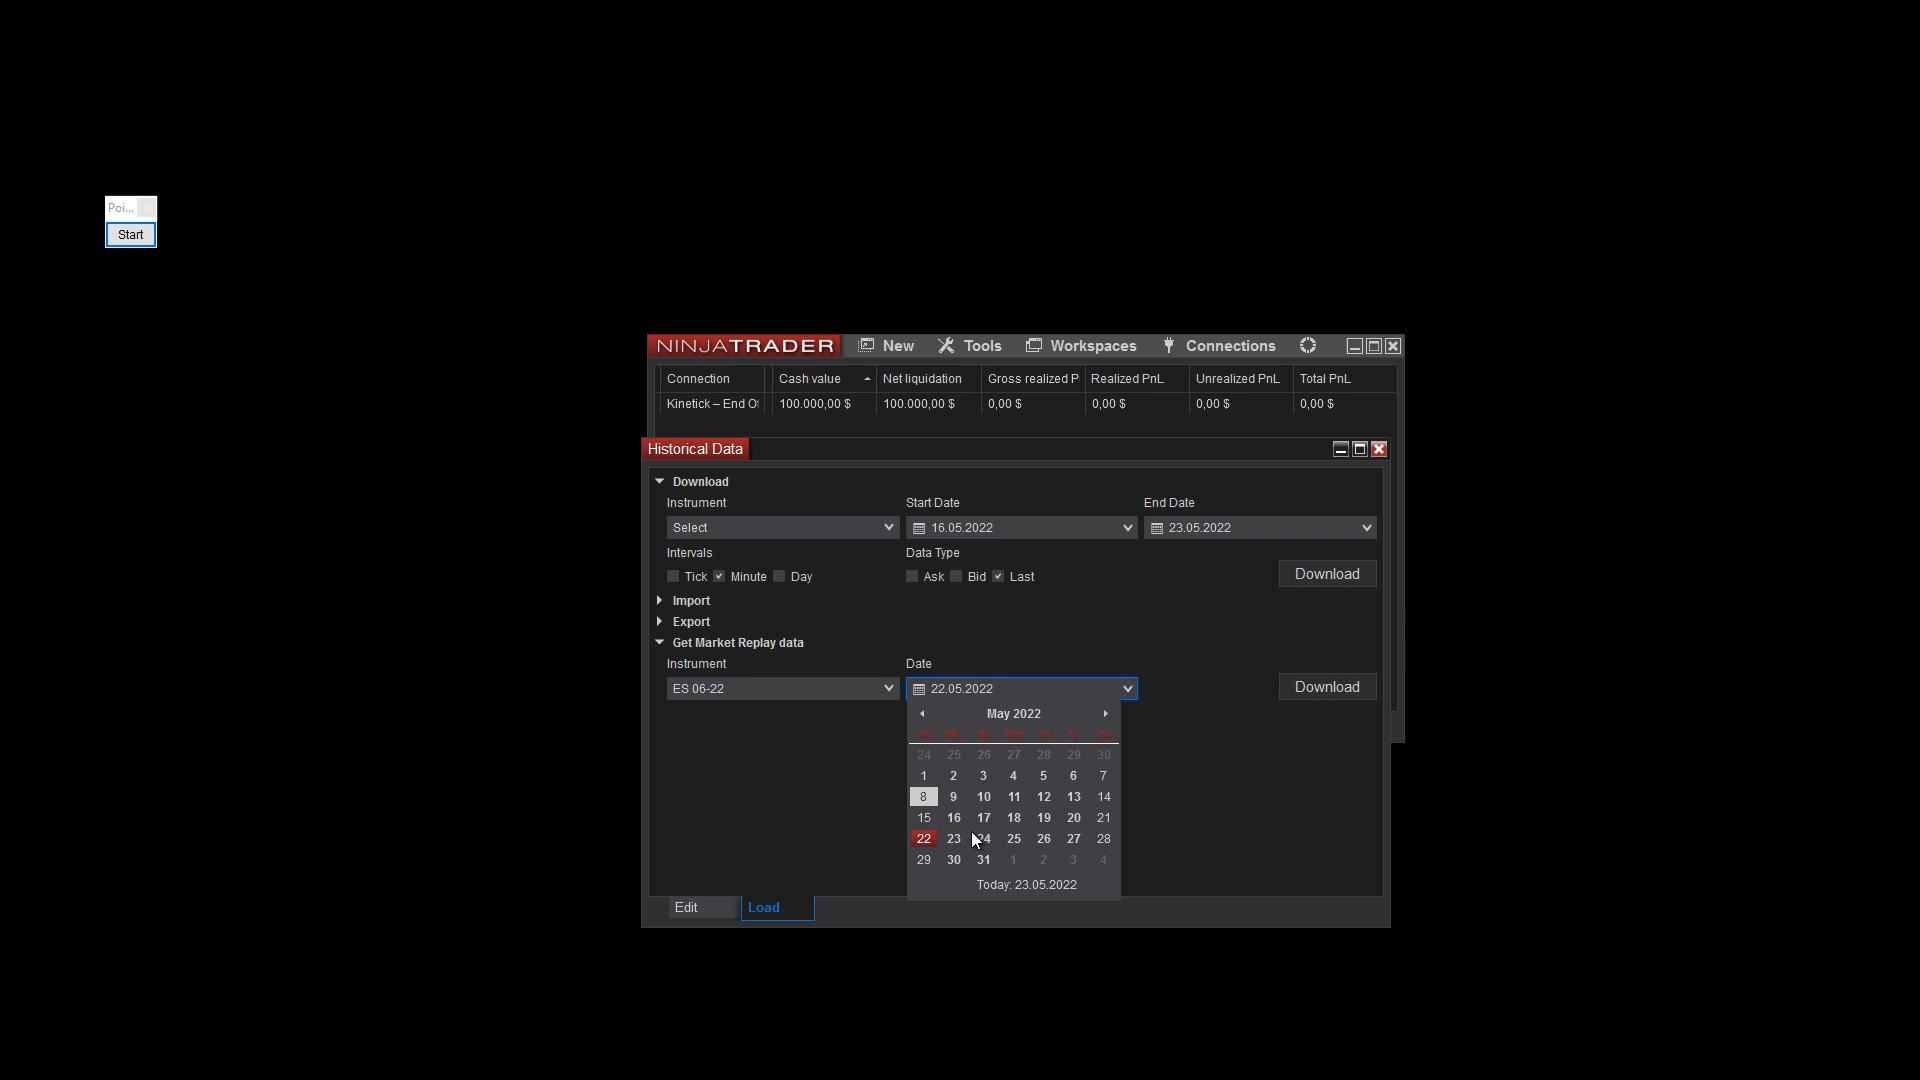 Poi...
Start
NINJATRADER New Tools Workspaces Connections
Connection Cash value Net liquidation Gross realized P Realized PnL Unrealized PnL Total PnL
Kinetick – End Of 100.000,00 $ 100.000,00 $ 0,00 $ 0,00 $ 0,00 $ 0,00 $
Historical Data
Download
Instrument Start Date End Date
Select 16.05.2022 23.05.2022
Intervals Data Type
Tick Minute Day Ask Bid Last Download
Import
Export
Get Market Replay data
Instrument Date
ES 06-22 22.05.2022 Download
May 2022
24 25 26 27 28 29 30
1 2 3 4 5 6 7
8 9 10 11 12 13 14
15 16 17 18 19 20 21
22 23 24 25 26 27 28
29 30 31 1 2 3 4
Today: 23.05.2022
Edit Load